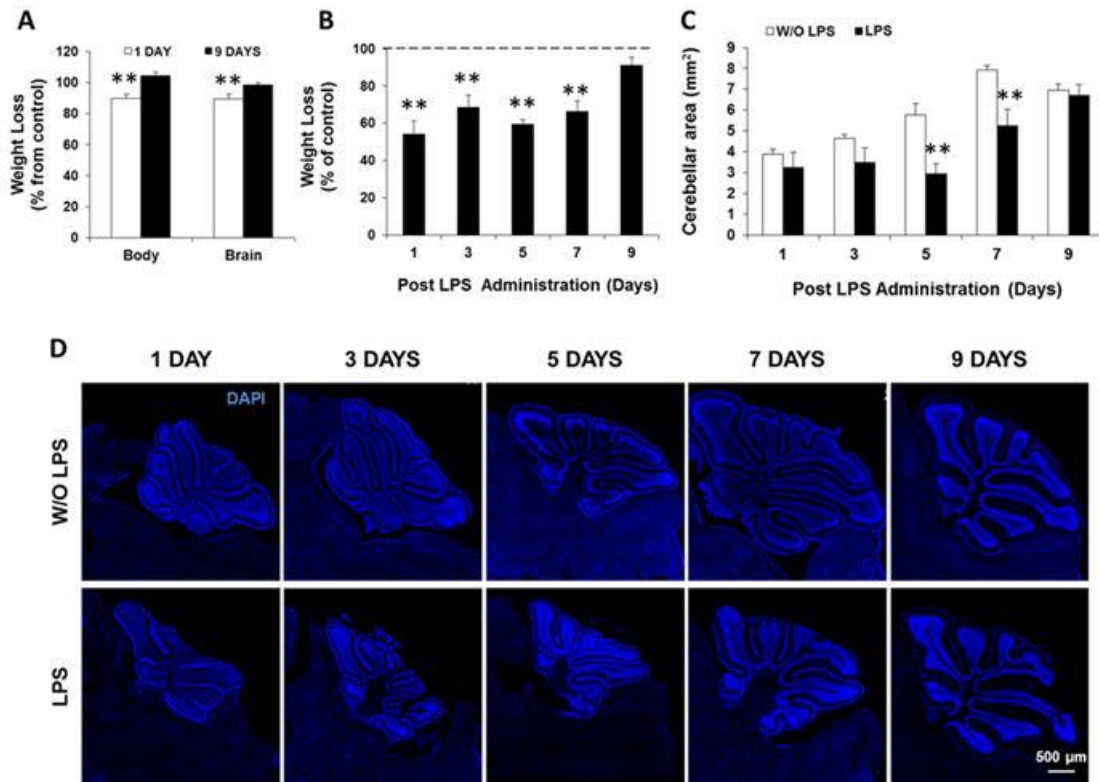 A
1 DAY 9 DAYS
120
100
80
60
40
20
0
** **
Body Brain
Weight Loss
(% from control)
B
100
80
60
40
20
0
** ** ** **
1 3 5 7 9
Weight Loss
(% of control)
Post LPS Administration (Days)
C
W/O LPS LPS
9
8
7
6
5
4
3
2
1
0
** **
1 3 5 7 9
Cerebellar area (mm²)
Post LPS Administration (Days)
D
1 DAY 3 DAYS 5 DAYS 7 DAYS 9 DAYS
W/O LPS
DAPI
LPS
500 µm